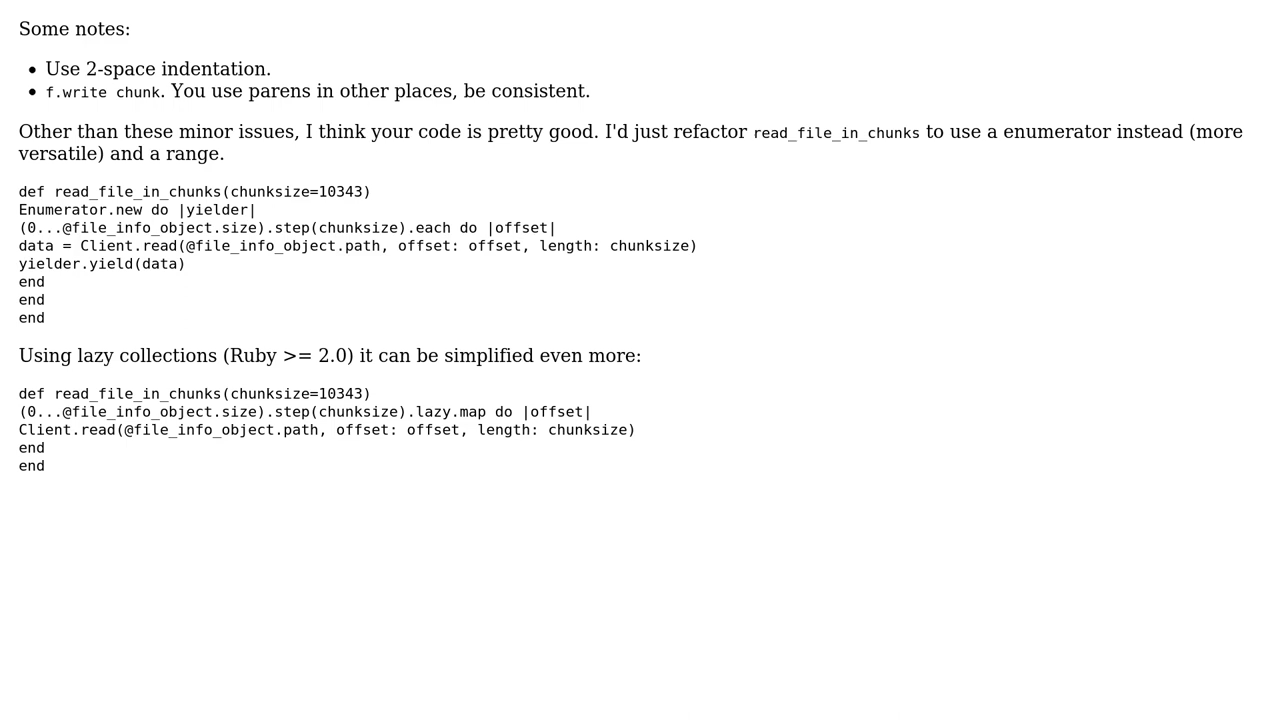 Some notes:
Use 2-space indentation.
f.write chunk. You use parens in other places, be consistent.
Other than these minor issues, I think your code is pretty good. I'd just refactor read_file_in_chunks to use a enumerator instead (more
versatile) and a range.
def read_file_in_chunks(chunksize=10343)
Enumerator.new do |yielder|
(0...@file_info_object.size).step(chunksize).each do |offset|
data = Client.read(@file_info_object.path, offset: offset, length: chunksize)
yielder.yield(data)
end
end
end
Using lazy collections (Ruby >= 2.0) it can be simplified even more:
def read_file_in_chunks(chunksize=10343)
(0...@file_info_object.size).step(chunksize).lazy.map do |offset|
Client.read(@file_info_object.path, offset: offset, length: chunksize)
end
end